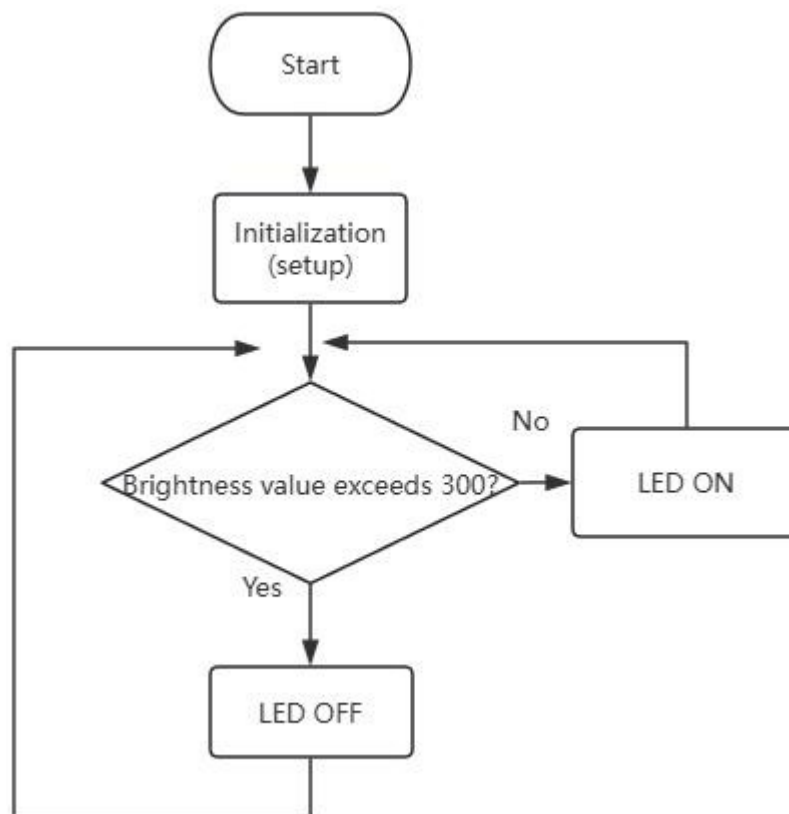 Start
Initialization
(setup)
No
Brightness value exceeds 300?
LED ON
Yes
LED OFF